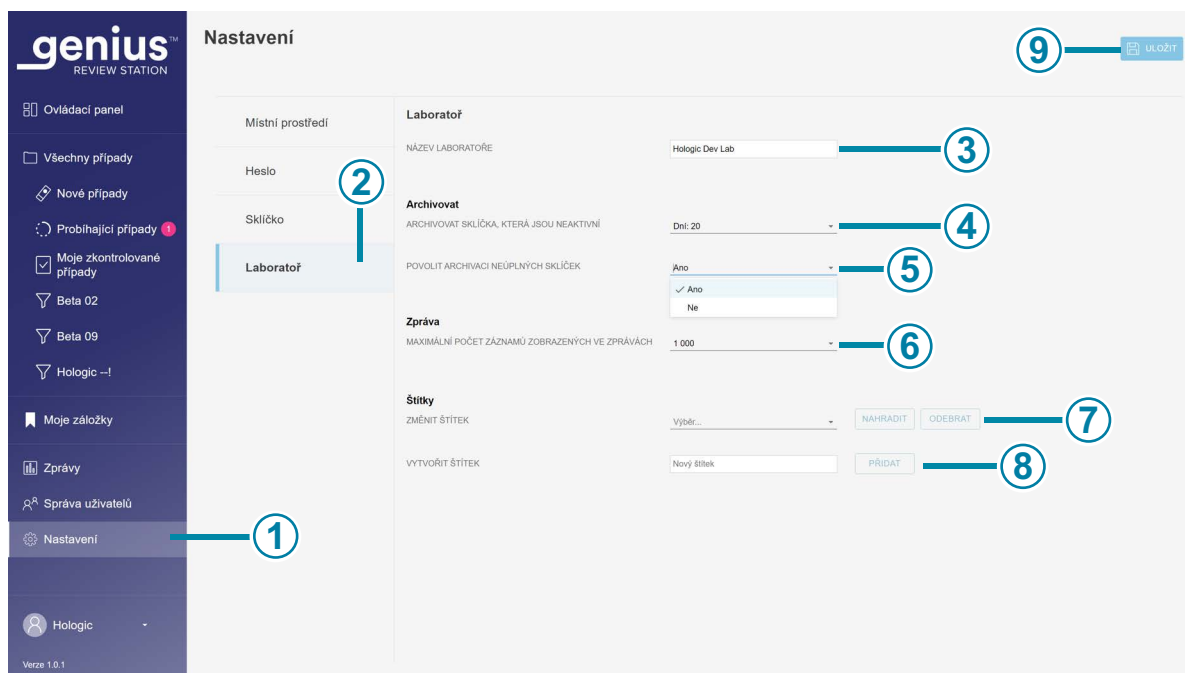 genius™
REVIEW STATION
Ovládací panel
Všechny případy
Nové případy
Probíhající případy 1
Moje zkontrolované
případy
Beta 02
Beta 09
Hologic --!
Moje záložky
Zprávy
Správa uživatelů
Nastavení
1
Hologic
Verze 1.0.1
Nastavení
9
ULOŽIT
Místní prostředí
Heslo
2
Sklíčko
Laboratoř
Laboratoř
NÁZEV LABORATOŘE
Hologic Dev Lab
3
Archivovat
ARCHIVOVAT SKLÍČKA, KTERÁ JSOU NEAKTIVNÍ
Dní: 20
4
POVOLIT ARCHIVACI NEÚPLNÝCH SKLÍČEK
Ano
5
Ano
Ne
Zpráva
MAXIMÁLNÍ POČET ZÁZNAMŮ ZOBRAZENÝCH VE ZPRÁVÁCH
1 000
6
Štítky
ZMĚNIT ŠTÍTEK
Výběr...
NAHRADIT
ODEBRAT
7
VYTVOŘIT ŠTÍTEK
Nový štítek
PŘIDAT
8